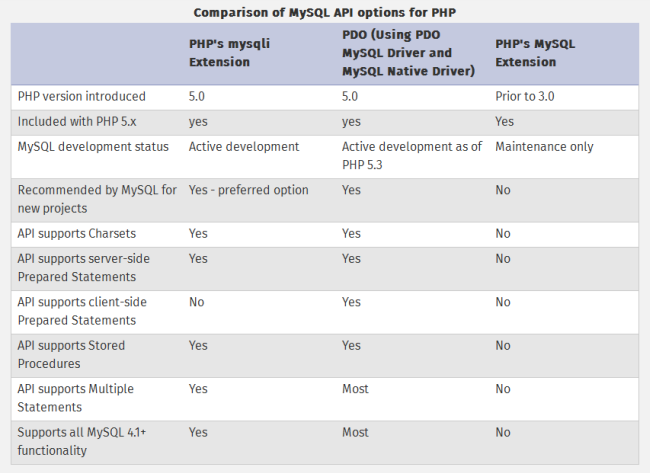 Comparison of MySQL API options for PHP
PHP's mysqli Extension | PDO (Using PDO MySQL Driver and MySQL Native Driver) | PHP's MySQL Extension
PHP version introduced | 5.0 | 5.0 | Prior to 3.0
Included with PHP 5.x | yes | yes | Yes
MySQL development status | Active development | Active development as of PHP 5.3 | Maintenance only
Recommended by MySQL for new projects | Yes - preferred option | Yes | No
API supports Charsets | Yes | Yes | No
API supports server-side Prepared Statements | Yes | Yes | No
API supports client-side Prepared Statements | No | Yes | No
API supports Stored Procedures | Yes | Yes | No
API supports Multiple Statements | Yes | Most | No
Supports all MySQL 4.1+ functionality | Yes | Most | No